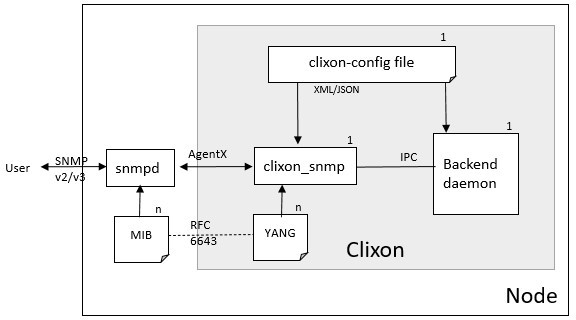 1
clixon-config file
XML/JSON
User
SNMP
v2/v3
snmpd
AgentX
1
clixon_snmp
IPC
1
Backend
daemon
n
MIB
RFC
6643
n
YANG
Clixon
Node